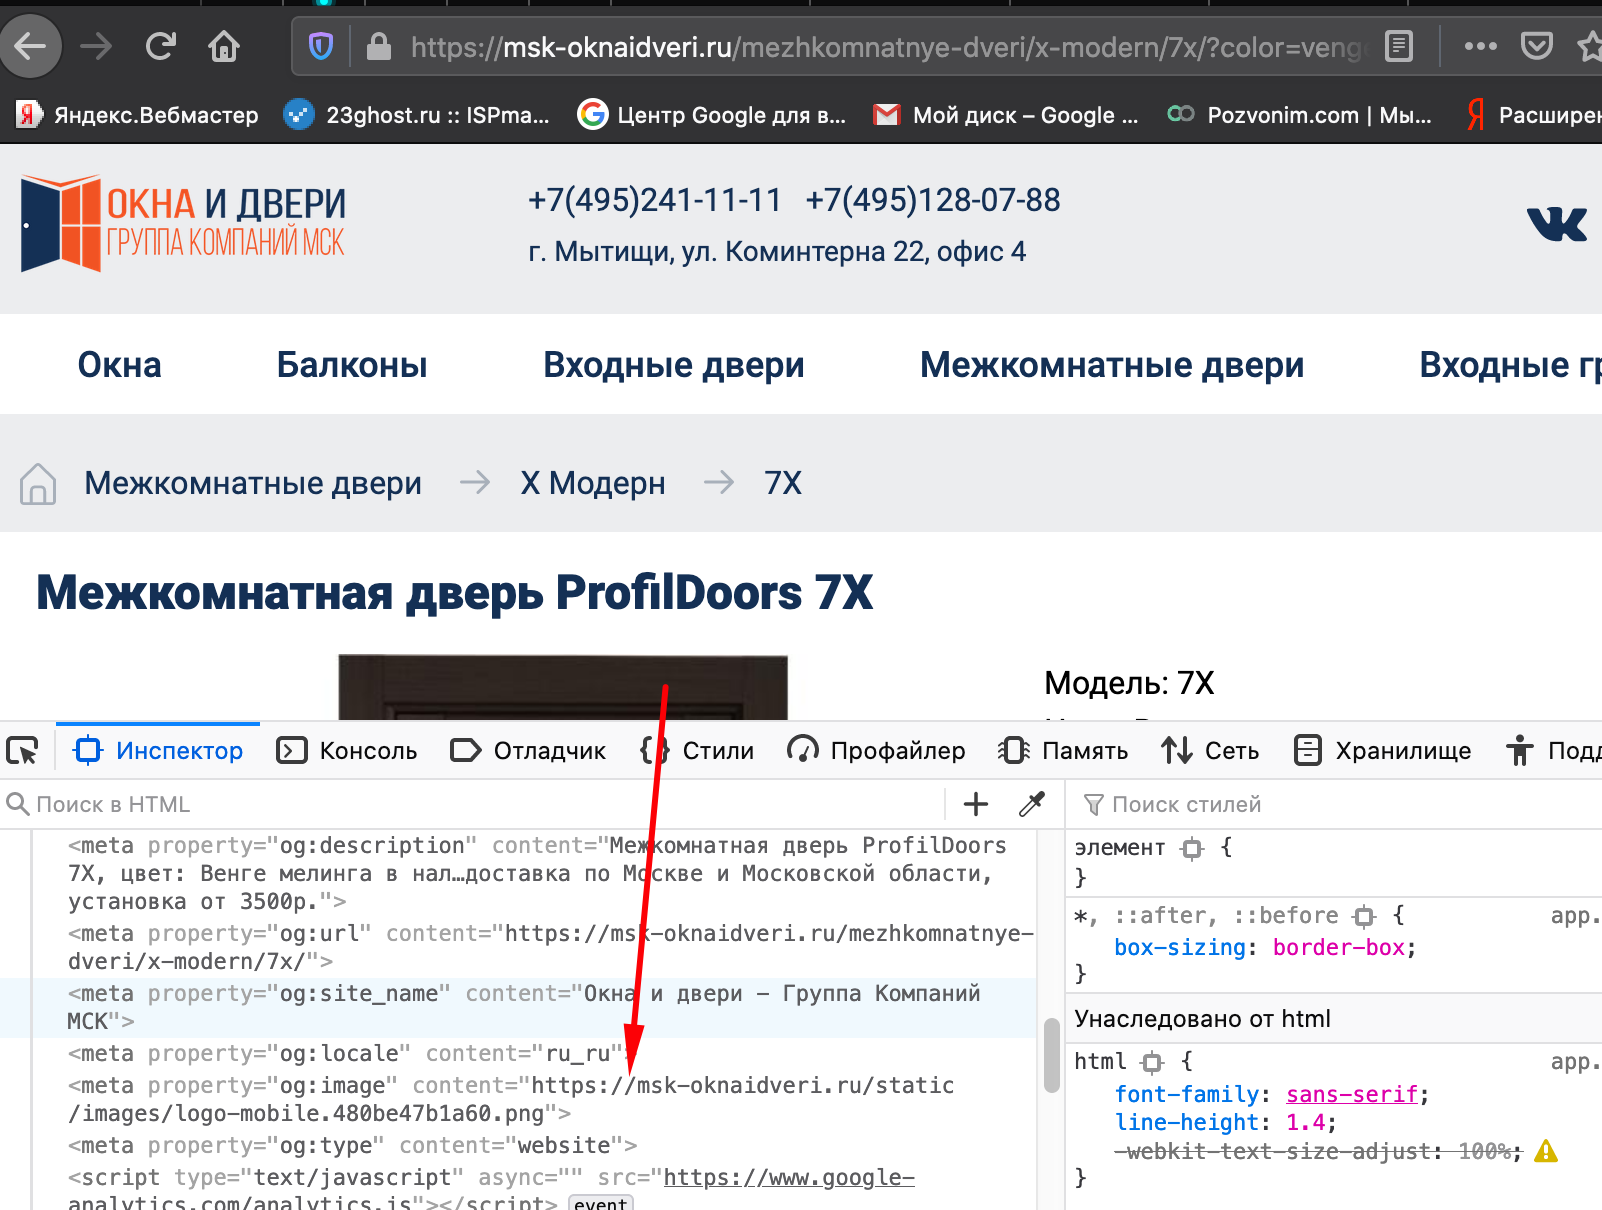 https://msk-oknaidveri.ru/mezhkomnatnye-dveri/x-modern/7x/?color=venge
Яндекс.Вебмастер 23ghost.ru :: ISPma... Центр Google для в... Мой диск – Google ... Pozvonim.com | Мы... Расширен
ОКНА И ДВЕРИ
ГРУППА КОМПАНИЙ МСК
+7(495)241-11-11 +7(495)128-07-88
г. Мытищи, ул. Коминтерна 22, офис 4
Окна Балконы Входные двери Межкомнатные двери Входные гр
Межкомнатные двери → X Модерн → 7X
Межкомнатная дверь ProfilDoors 7X
Модель: 7X
Инспектор Консоль Отладчик Стили Профайлер Память Сеть Хранилище Подд
Поиск в HTML
<meta property="og:description" content="Межкомнатная дверь ProfilDoors
7X, цвет: Венге мелинга в нал…доставка по Москве и Московской области,
установка от 3500р.">
<meta property="og:url" content="https://msk-oknaidveri.ru/mezhkomnatnye-
dveri/x-modern/7x/">
<meta property="og:site_name" content="Окна и двери - Группа Компаний
МСК">
<meta property="og:locale" content="ru_ru">
<meta property="og:image" content="https://msk-oknaidveri.ru/static
/images/logo-mobile.480be47b1a60.png">
<meta property="og:type" content="website">
<script type="text/javascript" async="" src="https://www.google-
analytics.com/analytics.js"></script> event
Поиск стилей
элемент {
}
*, ::after, ::before { app.
box-sizing: border-box;
}
Унаследовано от html
html { app.
font-family: sans-serif;
line-height: 1.4;
-webkit-text-size-adjust: 100%;
}